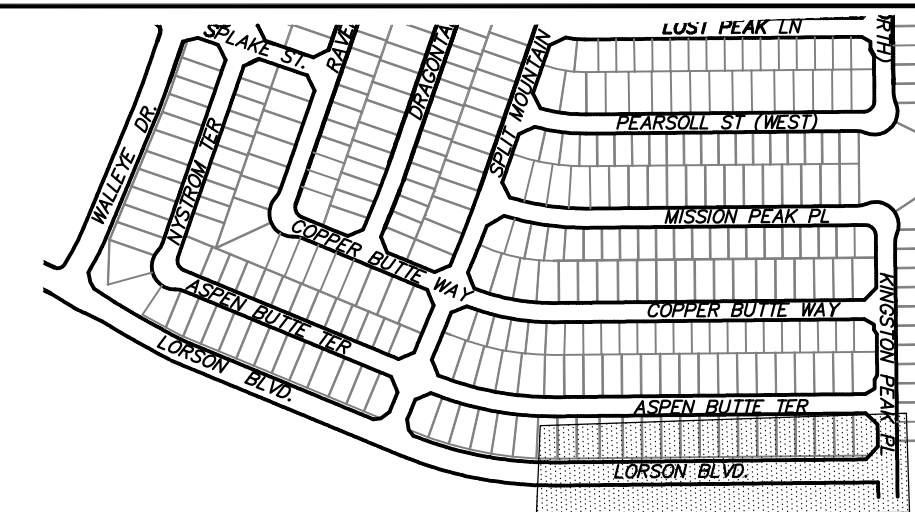 LOST PEAK LN
SPLAKE ST.
SPLIT MOUNTAIN
PEARSOLL ST (WEST)
WALLEYE DR.
NYSTROM TER
MISSION PEAK PL
COPPER BUTTE WAY
COPPER BUTTE WAY
KINGSTON PEAK PL
ASPEN BUTTE TER
LORSON BLVD.
ASPEN BUTTE TER
LORSON BLVD.